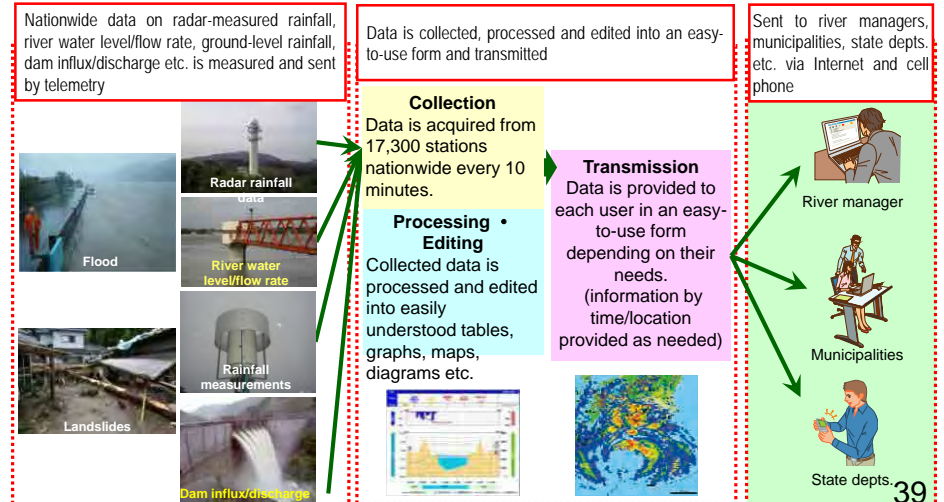 Nationwide data on radar-measured rainfall,
river water level/flow rate, ground-level rainfall,
dam influx/discharge etc. is measured and sent
by telemetry
Data is collected, processed and edited into an easy-
to-use form and transmitted
Sent to river managers,
municipalities, state depts.
etc. via Internet and cell
phone
Flood
Landslides
Radar rainfall
data
River water
level/flow rate
Rainfall
measurements
Dam influx/discharge
Collection
Data is acquired from
17,300 stations
nationwide every 10
minutes.
Processing •
Editing
Collected data is
processed and edited
into easily
understood tables,
graphs, maps,
diagrams etc.
Transmission
Data is provided to
each user in an easy-
to-use form
depending on their
needs.
(information by
time/location
provided as needed)
River manager
Municipalities
State depts.
39